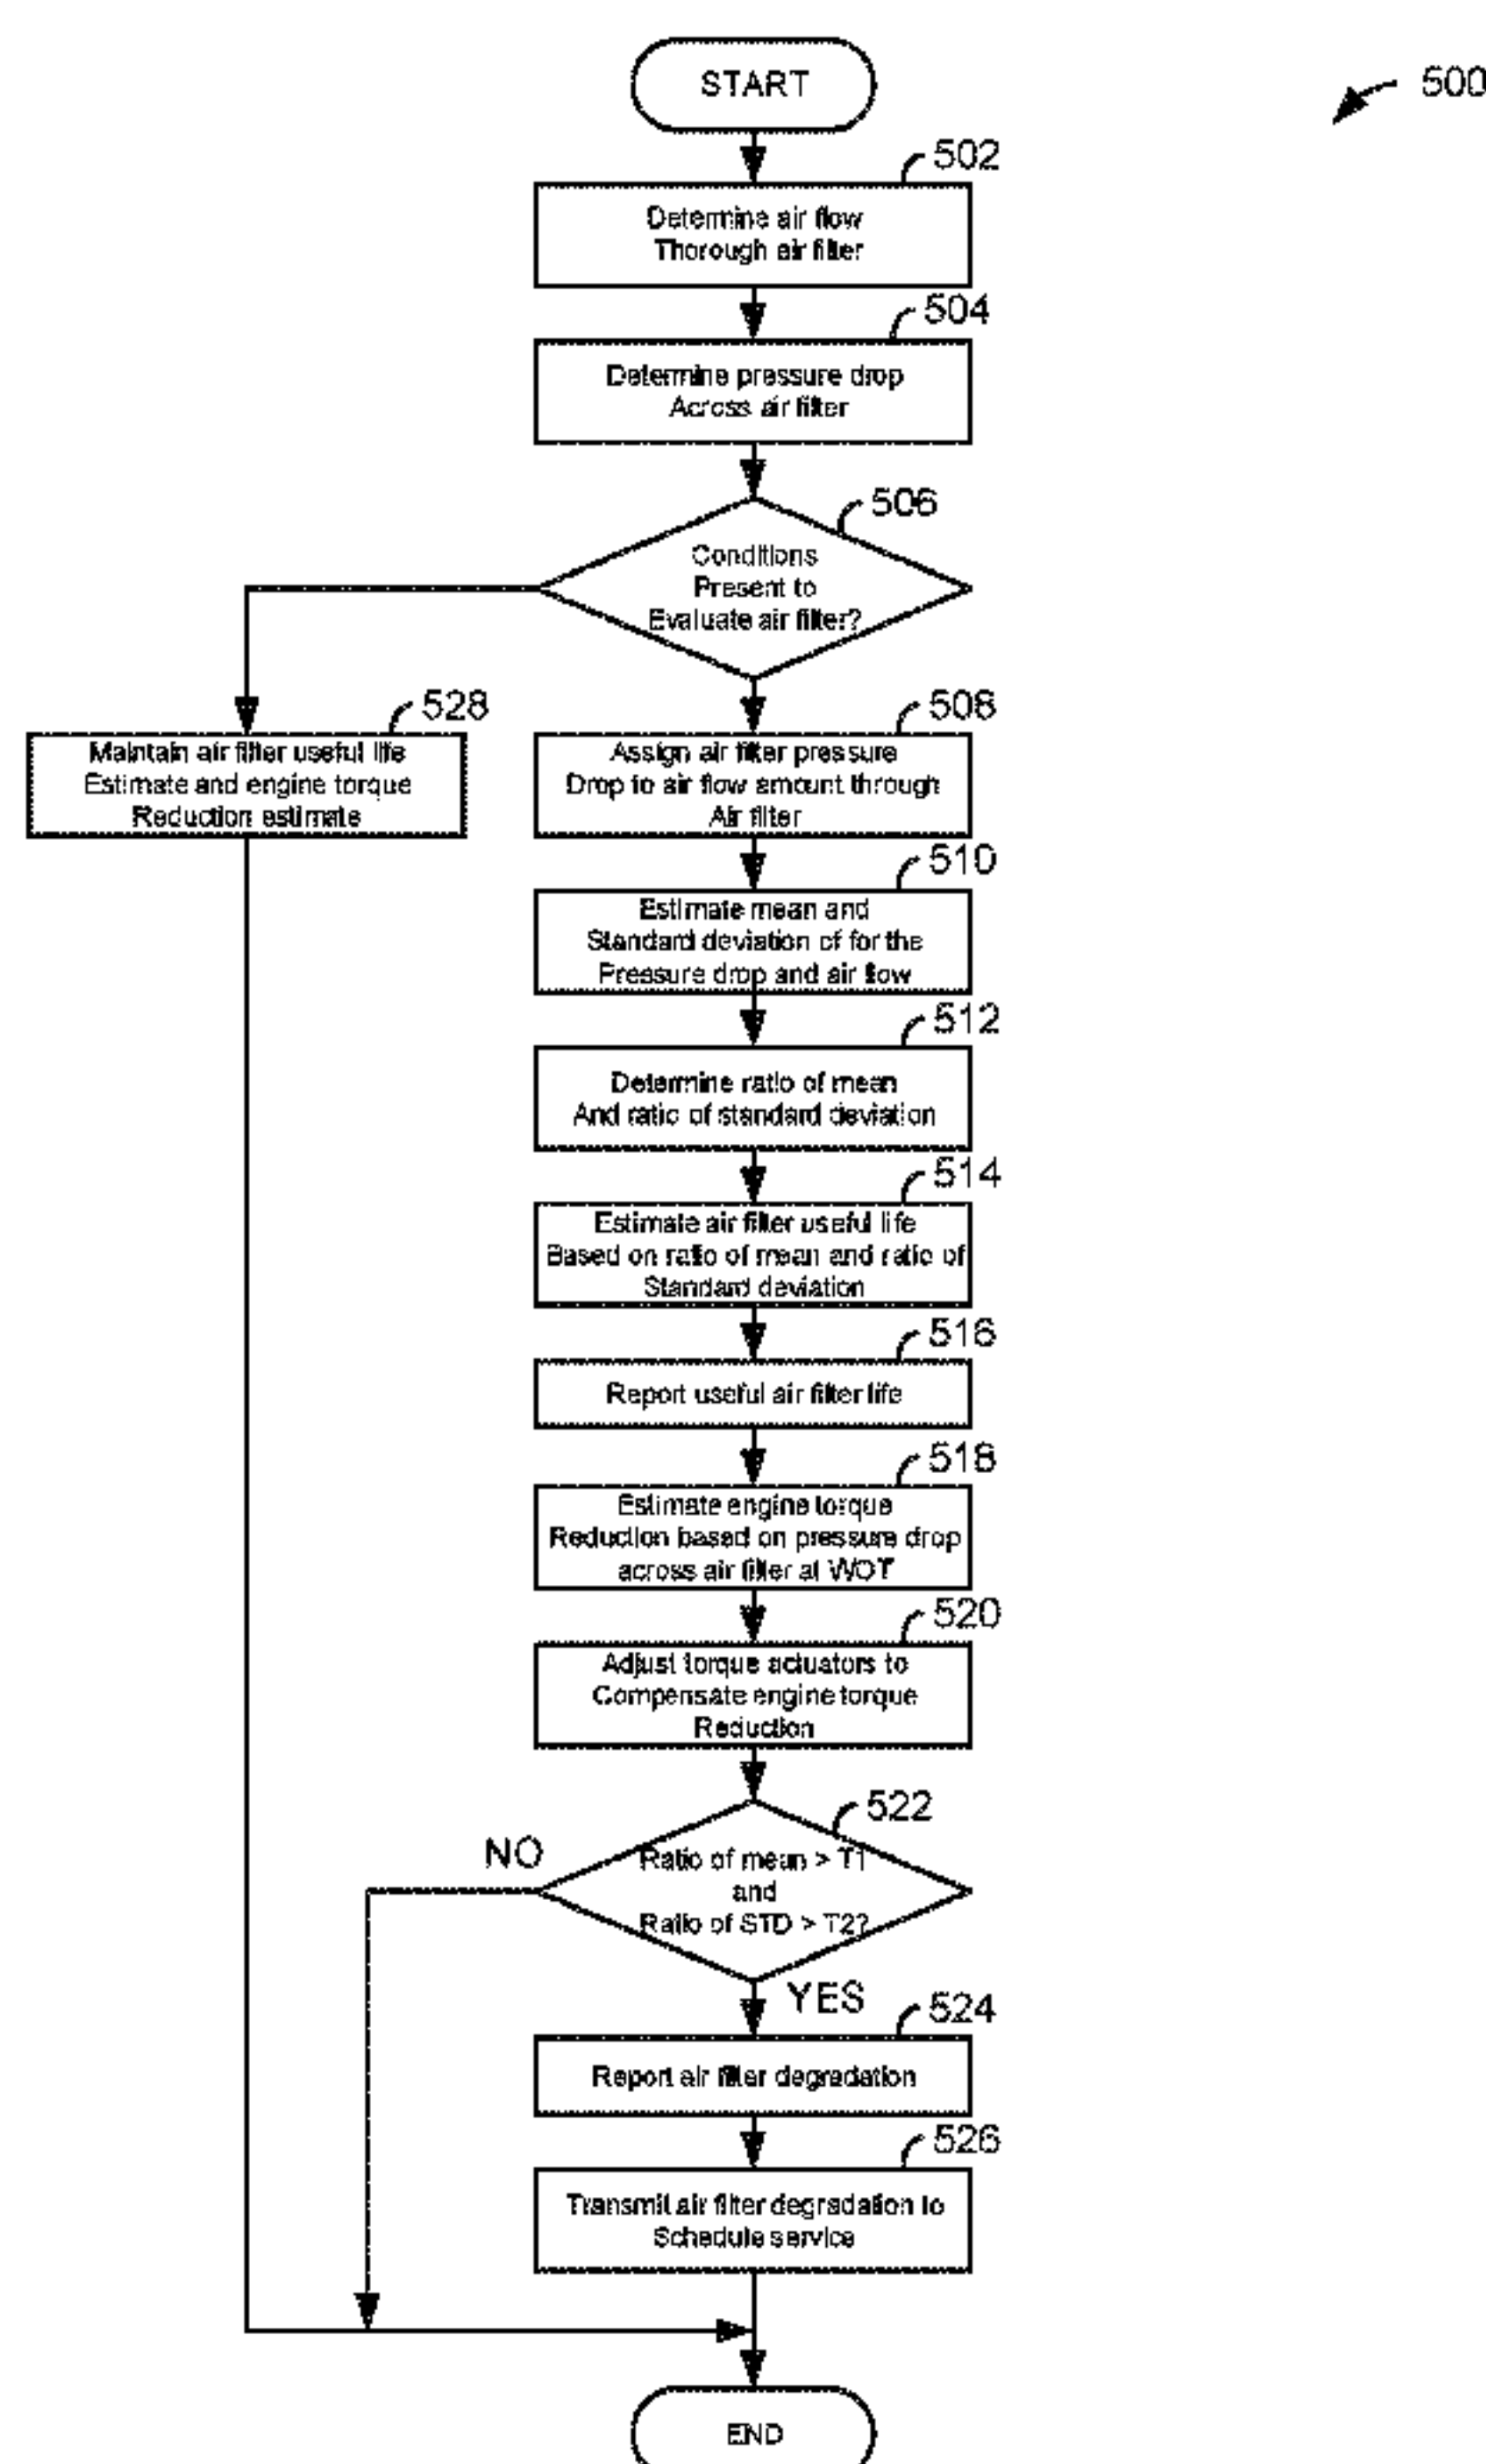 START
500
502
Determine air flow
Thorough air filter
504
Determine pressure drop
Across air filter
506
Conditions
Present to
Evaluate air filter?
528
Maintain air filter useful life
Estimate and engine torque
Reduction estimate
508
Assign air filter pressure
Drop to air flow amount through
Air filter
510
Estimate mean and
Standard deviation of for the
Pressure drop and air flow
512
Determine ratio of mean
And ratio of standard deviation
514
Estimate air filter useful life
Based on ratio of mean and ratio of
Standard deviation
516
Report useful air filter life
518
Estimate engine torque
Reduction based on pressure drop
across air filter at WOT
520
Adjust torque actuators to
Compensate engine torque
Reduction
522
Ratio of mean > T1
and
Ratio of STD > T2?
NO
YES
524
Report air filter degradation
526
Transmit air filter degradation to
Schedule service
END